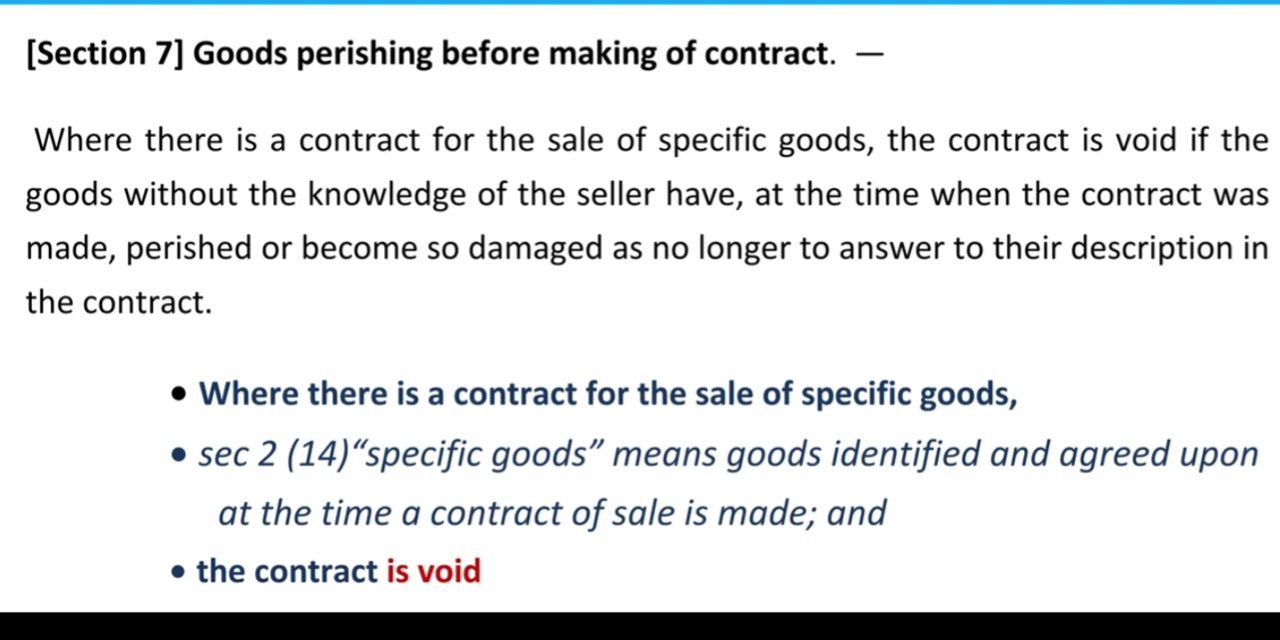 [Section 7] Goods perishing before making of contract. —
Where there is a contract for the sale of specific goods, the contract is void if the
goods without the knowledge of the seller have, at the time when the contract was
made, perished or become so damaged as no longer to answer to their description in
the contract.
• Where there is a contract for the sale of specific goods,
• sec 2 (14)“specific goods” means goods identified and agreed upon
at the time a contract of sale is made; and
• the contract is void